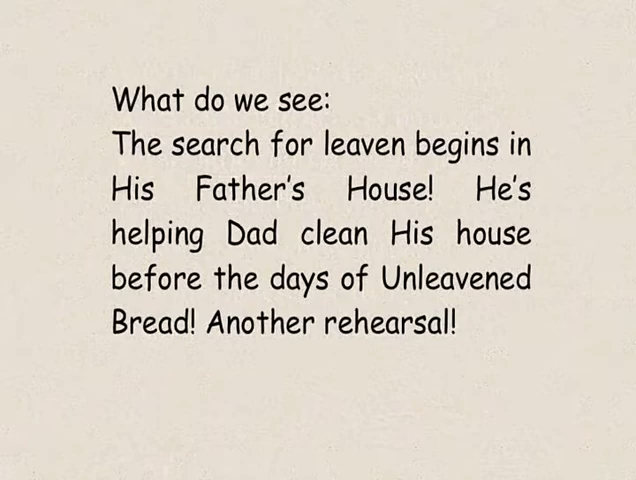 What do we see:
The search for leaven begins in
His Father's House! He's
helping Dad clean His house
before the days of Unleavened
Bread! Another rehearsal!